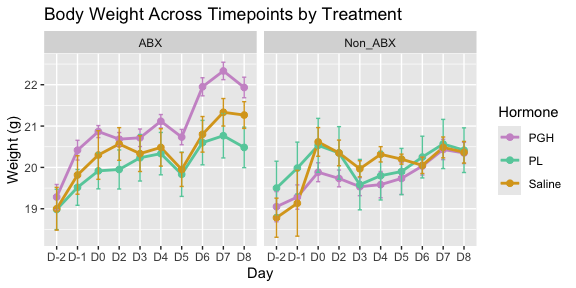 Body Weight Across Timepoints by Treatment
ABX
Non_ABX
Weight (g)
22
21
20
19
D-2 D-1 D0 D2 D3 D4 D5 D6 D7 D8
D-2 D-1 D0 D2 D3 D4 D5 D6 D7 D8
Day
Hormone
PGH
PL
Saline